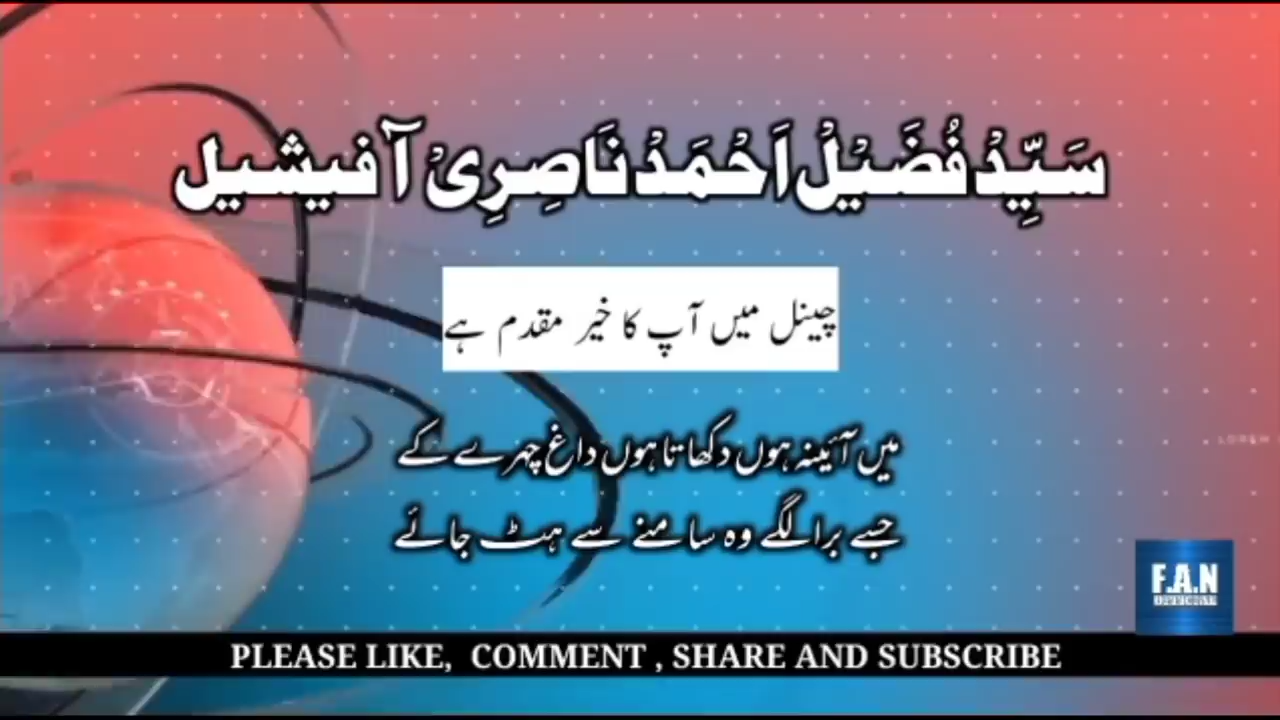 سَیِّدْ فُضَیْلْ اَحْمَدْ نَاصِرِیْ آفیشیل
چینل میں آپ کا خیر مقدم ہے
میں آئینہ ہوں دکھاتا ہوں داغ چہرے کے
جسے برا لگے وہ سامنے سے ہٹ جائے
F.A.N
PLEASE LIKE, COMMENT , SHARE AND SUBSCRIBE